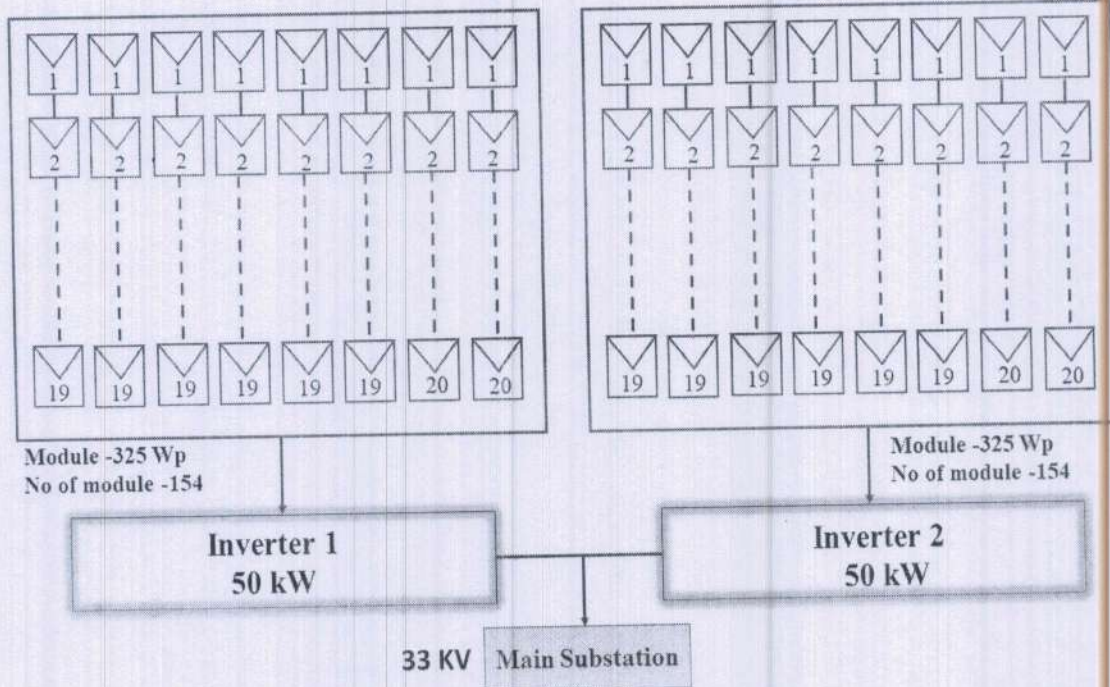 1 1 1 1 1 1 1 1
1 1 1 1 1 1 1 1
2 2 2 2 2 2 2 2
2 2 2 2 2 2 2 2
19 19 19 19 19 19 20 20
19 19 19 19 19 19 20 20
Module -325 Wp
No of module -154
Module -325 Wp
No of module -154
Inverter 1
50 kW
Inverter 2
50 kW
33 KV
Main Substation